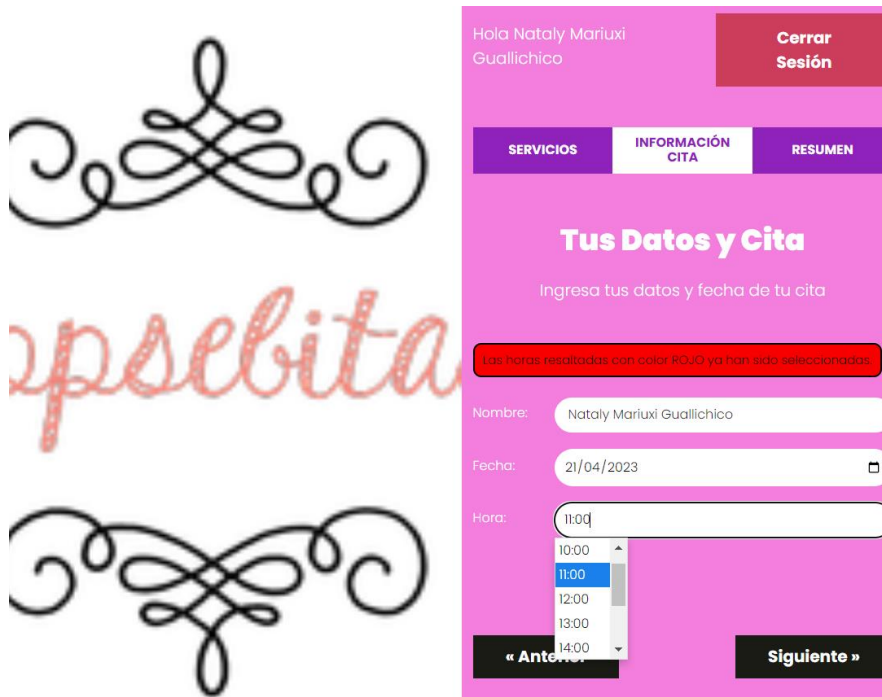 opsebita
Hola Nataly Mariuxi
Guallichico
Cerrar
Sesión
SERVICIOS
INFORMACIÓN
CITA
RESUMEN
Tus Datos y Cita
Ingresa tus datos y fecha de tu cita
Las horas resaltadas con color ROJO ya han sido seleccionadas.
Nombre:
Nataly Mariuxi Guallichico
Fecha:
21/04/2023
Hora:
11:00
10:00
11:00
12:00
13:00
14:00
« Anterior
Siguiente »